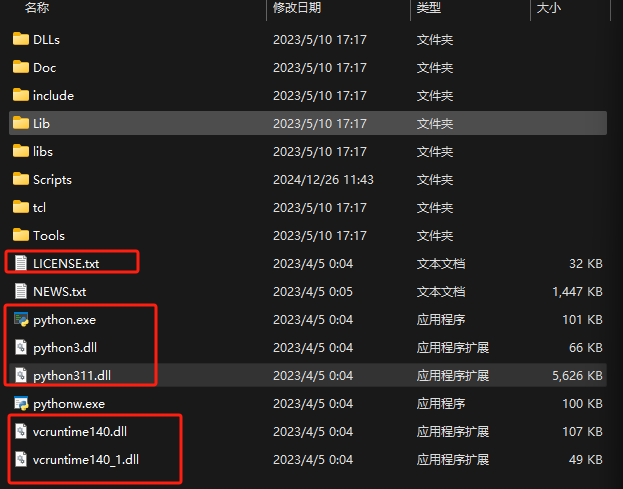 名称 修改日期 类型 大小
DLLs 2023/5/10 17:17 文件夹
Doc 2023/5/10 17:17 文件夹
include 2023/5/10 17:17 文件夹
Lib 2023/5/10 17:17 文件夹
libs 2023/5/10 17:17 文件夹
Scripts 2024/12/26 11:43 文件夹
tcl 2023/5/10 17:17 文件夹
Tools 2023/5/10 17:17 文件夹
LICENSE.txt 2023/4/5 0:04 文本文档 32 KB
NEWS.txt 2023/4/5 0:05 文本文档 1,447 KB
python.exe 2023/4/5 0:04 应用程序 101 KB
python3.dll 2023/4/5 0:04 应用程序扩展 66 KB
python311.dll 2023/4/5 0:04 应用程序扩展 5,626 KB
pythonw.exe 2023/4/5 0:04 应用程序 100 KB
vcruntime140.dll 2023/4/5 0:04 应用程序扩展 107 KB
vcruntime140_1.dll 2023/4/5 0:04 应用程序扩展 49 KB